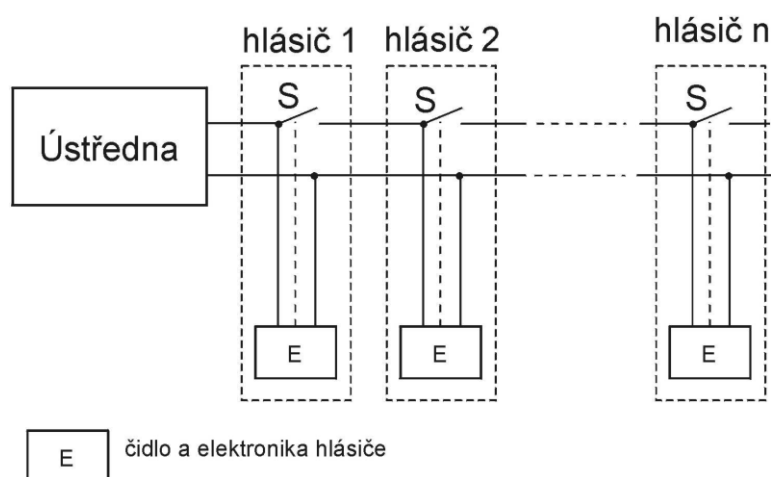 hlásič 1 hlásič 2 hlásič n
S S S
Ústředna
E E E
E čidlo a elektronika hlásiče